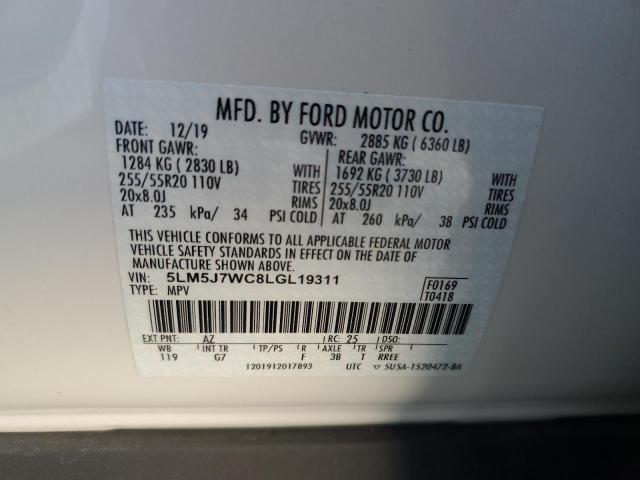 MFD. BY FORD MOTOR CO.
DATE: 12/19 GVWR: 2885 KG ( 6360 LB)
FRONT GAWR: REAR GAWR:
1284 KG ( 2830 LB) WITH 1692 KG ( 3730 LB) WITH
255/55R20 110V TIRES 255/55R20 110V TIRES
20x8.0J RIMS 20x8.0J RIMS
AT 235 kPa/ 34 PSI COLD AT 260 kPa/ 38 PSI COLD
THIS VEHICLE CONFORMS TO ALL APPLICABLE FEDERAL MOTOR
VEHICLE SAFETY STANDARDS IN EFFECT ON THE DATE OF
MANUFACTURE SHOWN ABOVE.
VIN: 5LM5J7WC8LGL19311 F0169
TYPE: MPV T0418
EXT PNT: AZ RC: 25 DSO:
WB INT TR TP/PS R AXLE TR SPR
119 G7 F 3B T RREE
1201912017893 UTC ▽ 5U5A-1520472-BA